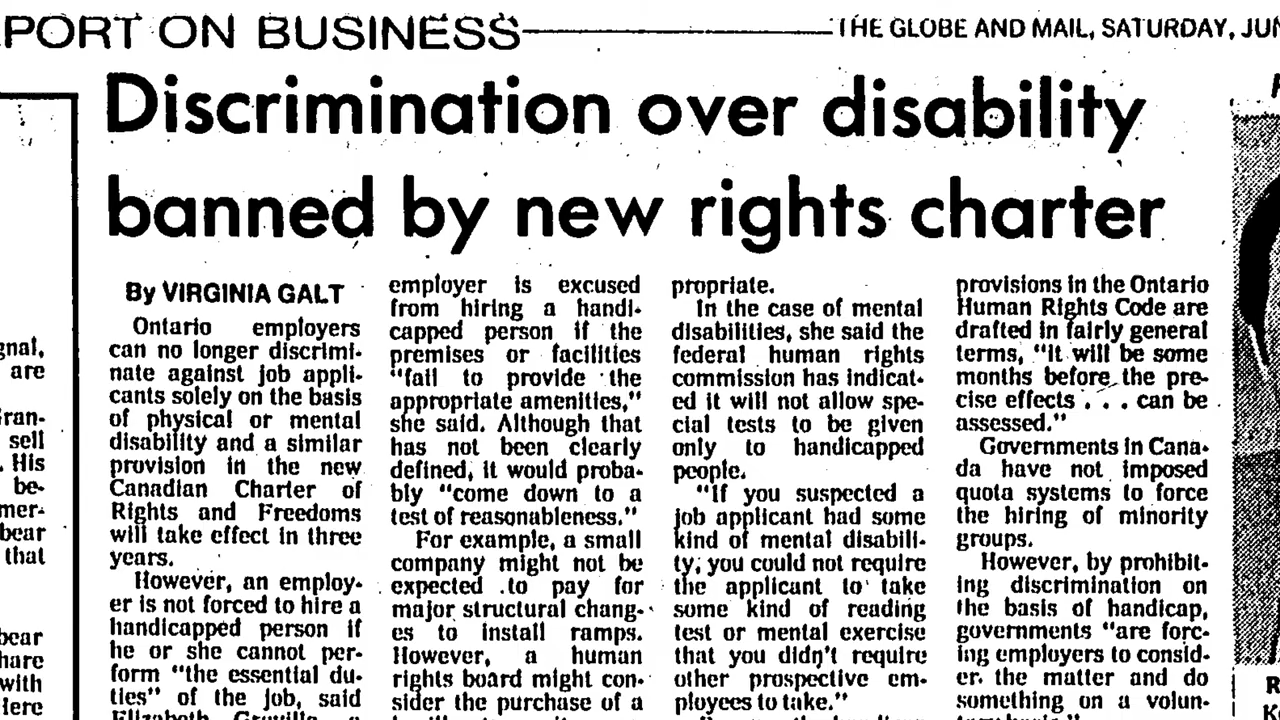 PORT ON BUSINESS
THE GLOBE AND MAIL, SATURDAY, JUN
Discrimination over disability
banned by new rights charter
gnal,
are
Gran-
sell
. His
be-
mer-
bear
that
bear
hare
with
lere
By VIRGINIA GALT
Ontario employers
can no longer discrimi-
nate against job appli-
cants solely on the basis
of physical or mental
disability and a similar
provision in the new
Canadian Charter of
Rights and Freedoms
will take effect in three
years.
However, an employ-
er is not forced to hire a
handicapped person if
he or she cannot per-
form "the essential du-
ties" of the job, said
Elizabeth
employer is excused
from hiring a handi-
capped person if the
premises or facilities
"fail to provide the
appropriate amenities,"
she said. Although that
has not been clearly
defined, it would proba-
bly "come down to a
test of reasonableness."
For example, a small
company might not be
expected to pay for
major structural chang-
es to install ramps.
However, a human
rights board might con-
sider the purchase of a
propriate.
In the case of mental
disabilities, she said the
federal human rights
commission has indicat-
ed it will not allow spe-
cial tests to be given
only to handicapped
people.
"If you suspected a
job applicant had some
kind of mental disabili-
ty, you could not require
the applicant to take
some kind of reading
test or mental exercise
that you didn't require
other prospective em-
ployees to take."
provisions in the Ontario
Human Rights Code are
drafted in fairly general
terms, "it will be some
months before the pre-
cise effects . . . can be
assessed."
Governments in Cana-
da have not imposed
quota systems to force
the hiring of minority
groups.
However, by prohibit-
ing discrimination on
the basis of handicap,
governments "are forc-
ing employers to consid-
er the matter and do
something on a volun-
R
K